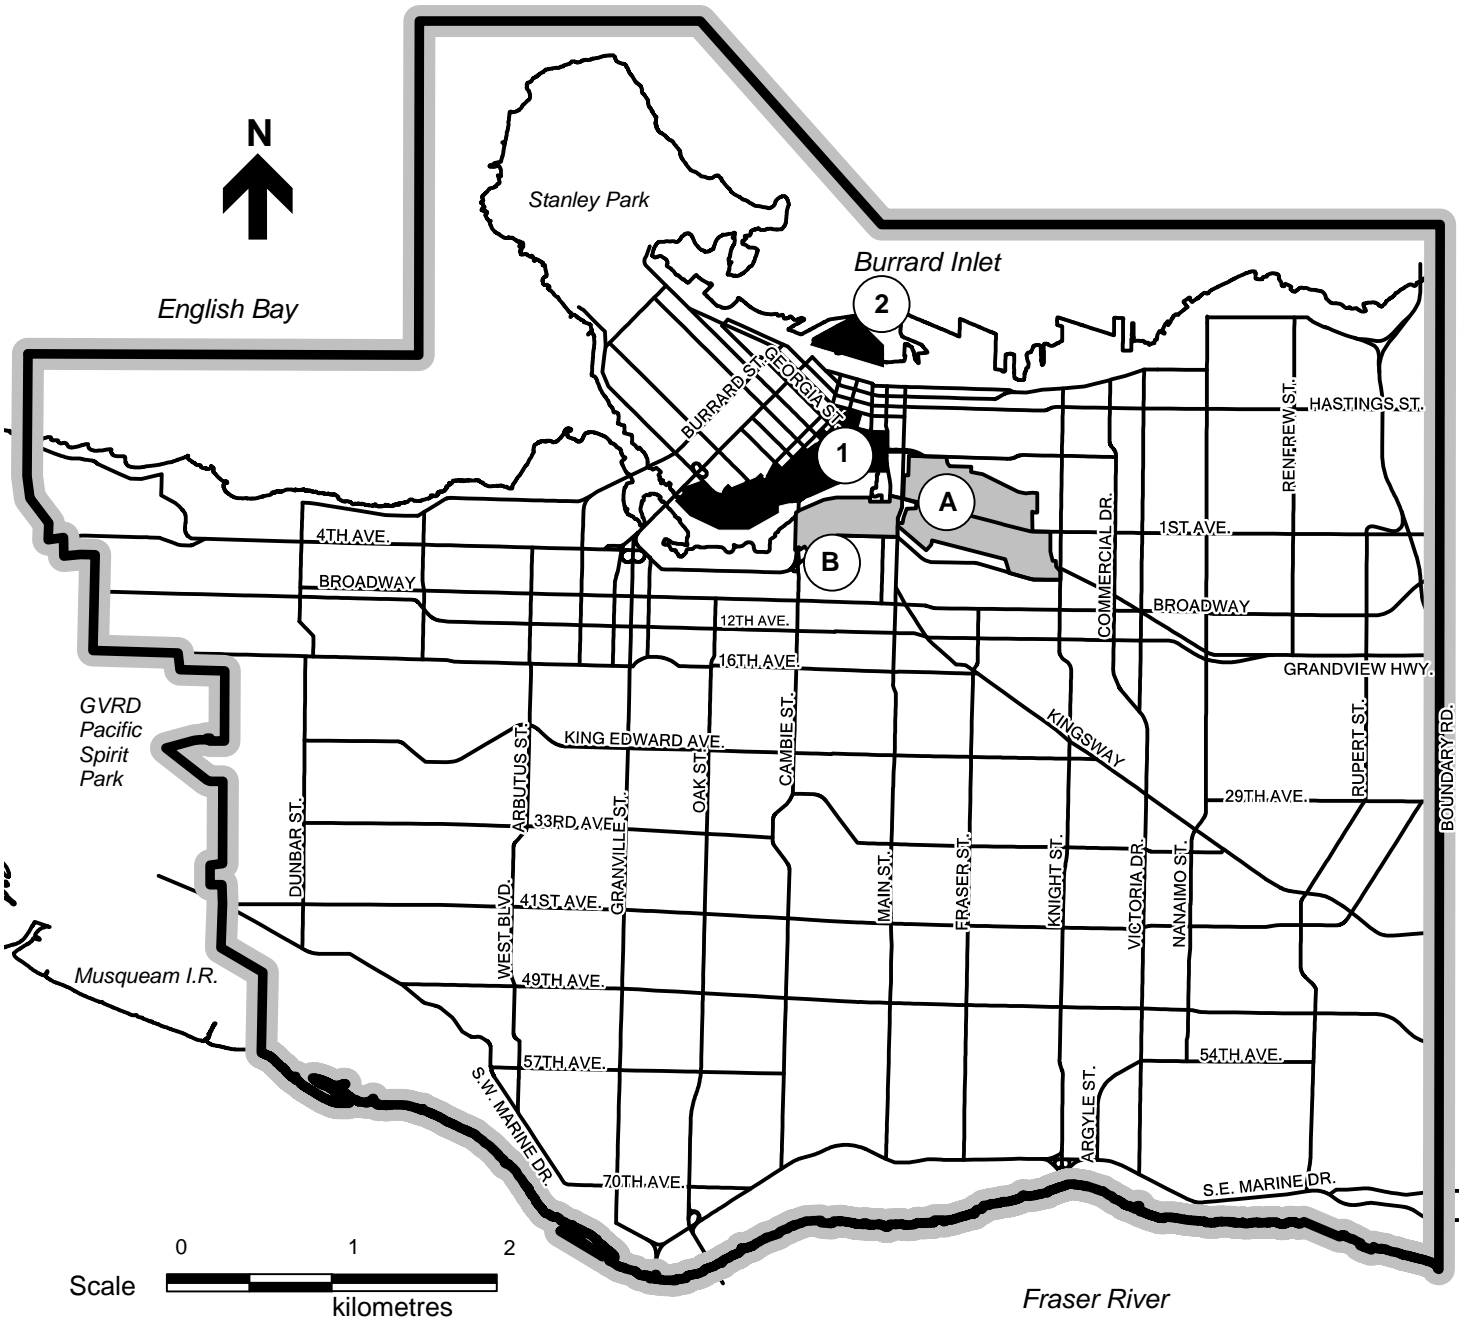 N
Stanley Park
Burrard Inlet
English Bay
2
GEORGIA ST.
BURRARD ST.
HASTINGS ST.
RENFREW ST.
1
A
COMMERCIAL DR.
1ST AVE.
4TH AVE.
B
BROADWAY
BROADWAY
12TH AVE.
16TH AVE.
GRANDVIEW HWY.
GVRD
Pacific
Spirit
Park
KING EDWARD AVE.
ARBUTUS ST.
OAK ST.
CAMBIE ST.
KINGSWAY
RUPERT ST.
BOUNDARY RD.
29TH AVE.
DUNBAR ST.
33RD AVE.
GRANVILLE ST.
MAIN ST.
FRASER ST.
KNIGHT ST.
VICTORIA DR.
NANAIMO ST.
WEST BLVD.
41ST AVE.
Musqueam I.R.
49TH AVE.
57TH AVE.
54TH AVE.
S.W. MARINE DR.
ARGYLE ST.
70TH AVE.
S.E. MARINE DR.
0 1 2
Scale
kilometres
Fraser River